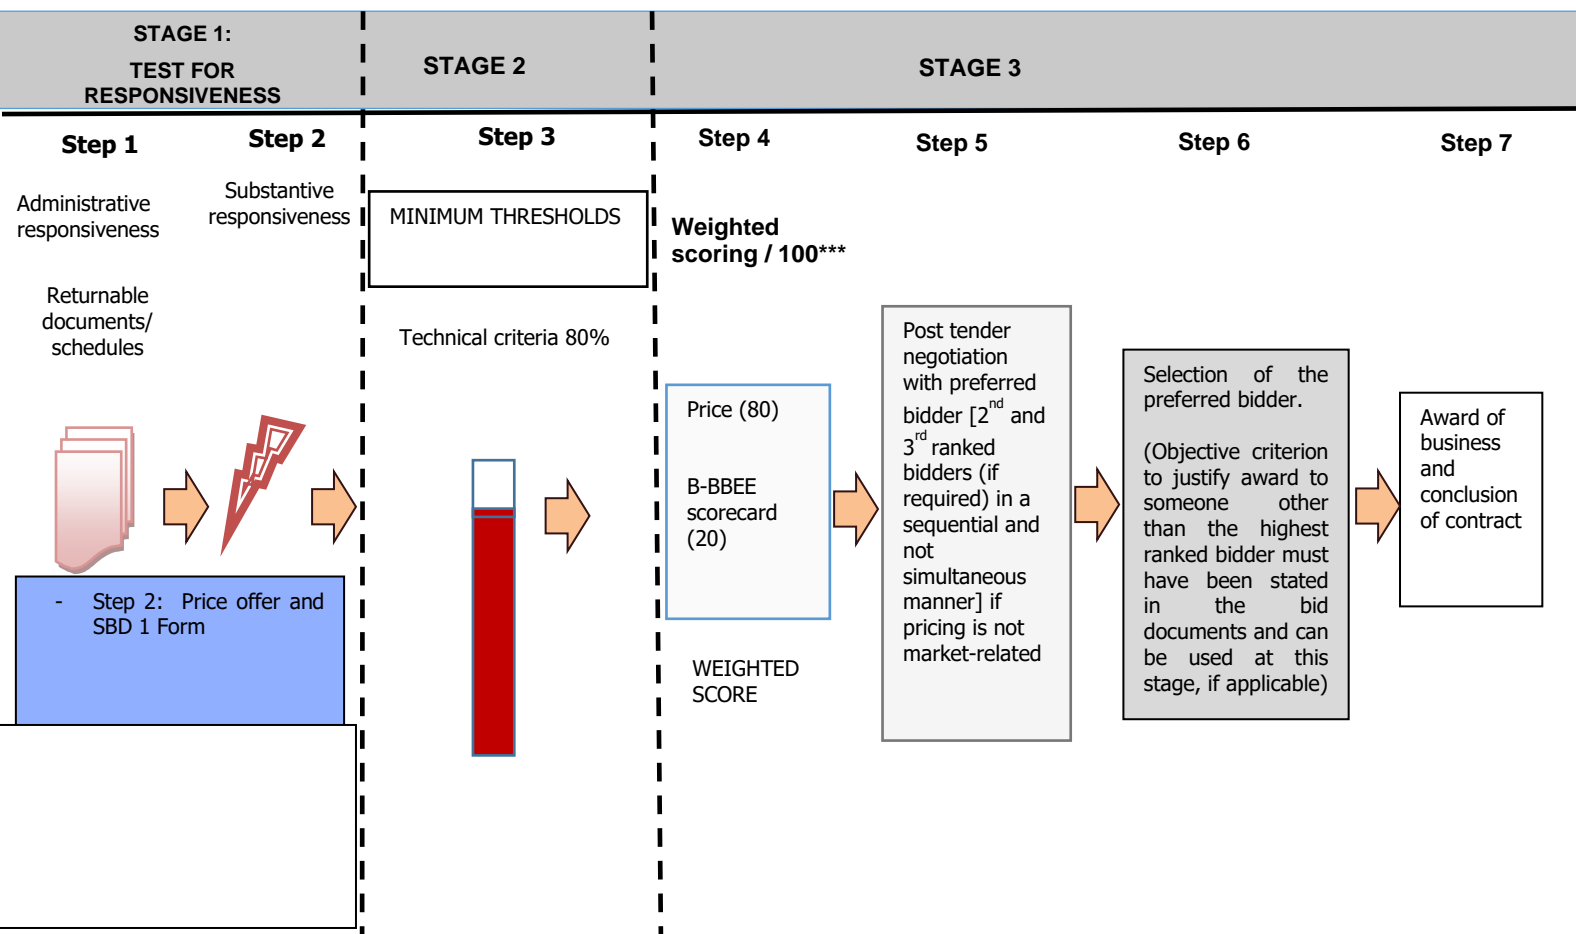 STAGE 1:
TEST FOR
RESPONSIVENESS
STAGE 2
STAGE 3
Step 1
Step 2
Step 3
Step 4
Step 5
Step 6
Step 7
Administrative
responsiveness
Returnable
documents/
schedules
Substantive
responsiveness
- Step 2: Price offer and
SBD 1 Form
MINIMUM THRESHOLDS
Technical criteria 80%
Weighted
scoring / 100***
Price (80)
B-BBEE
scorecard
(20)
WEIGHTED
SCORE
Post tender
negotiation
with preferred
bidder [2nd and
3rd ranked
bidders (if
required) in a
sequential and
not
simultaneous
manner] if
pricing is not
market-related
Selection of the
preferred bidder.
(Objective criterion
to justify award to
someone other
than the highest
ranked bidder must
have been stated
in the bid
documents and can
be used at this
stage, if applicable)
Award of
business
and
conclusion
of contract